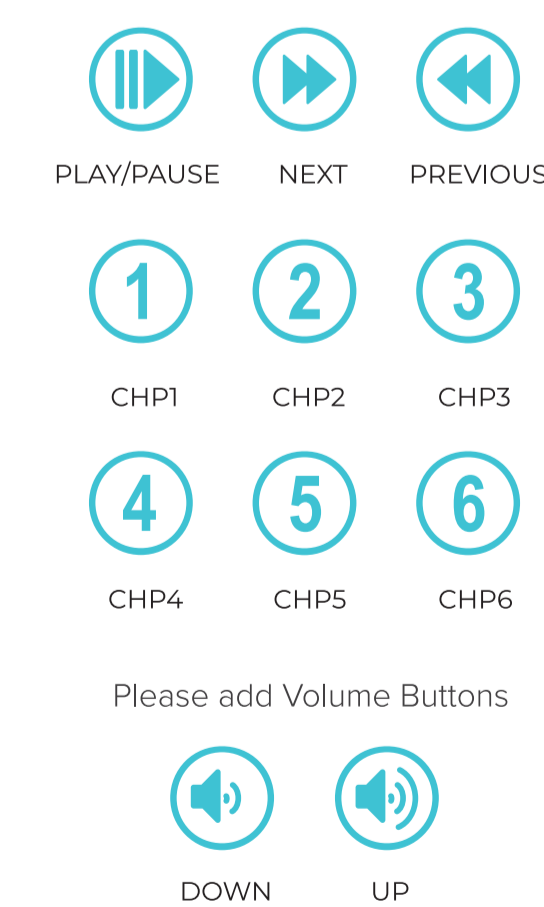 PLAY/PAUSE NEXT PREVIOUS
1 2 3
CHP1 CHP2 CHP3
4 5 6
CHP4 CHP5 CHP6
Please add Volume Buttons
DOWN UP